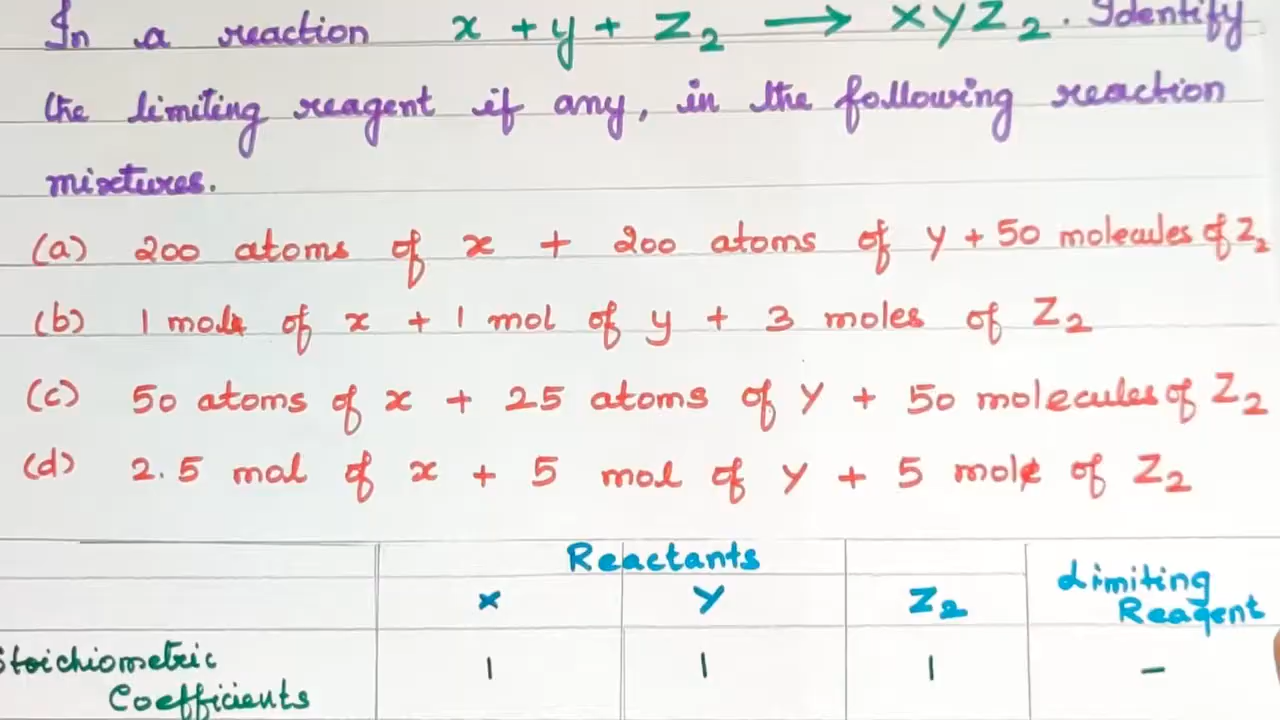 In a reaction x + y + Z₂ → XYZ₂. Identify
the limiting reagent if any, in the following reaction
mixtures.
(a) 200 atoms of x + 200 atoms of y + 50 molecules of Z₂
(b) 1 mol of x + 1 mol of y + 3 moles of Z₂
(c) 50 atoms of x + 25 atoms of y + 50 molecules of Z₂
(d) 2.5 mol of x + 5 mol of y + 5 mol of Z₂
Reactants
x y Z₂ Limiting
Reagent
Stoichiometric 1 1 1 -
Coefficients